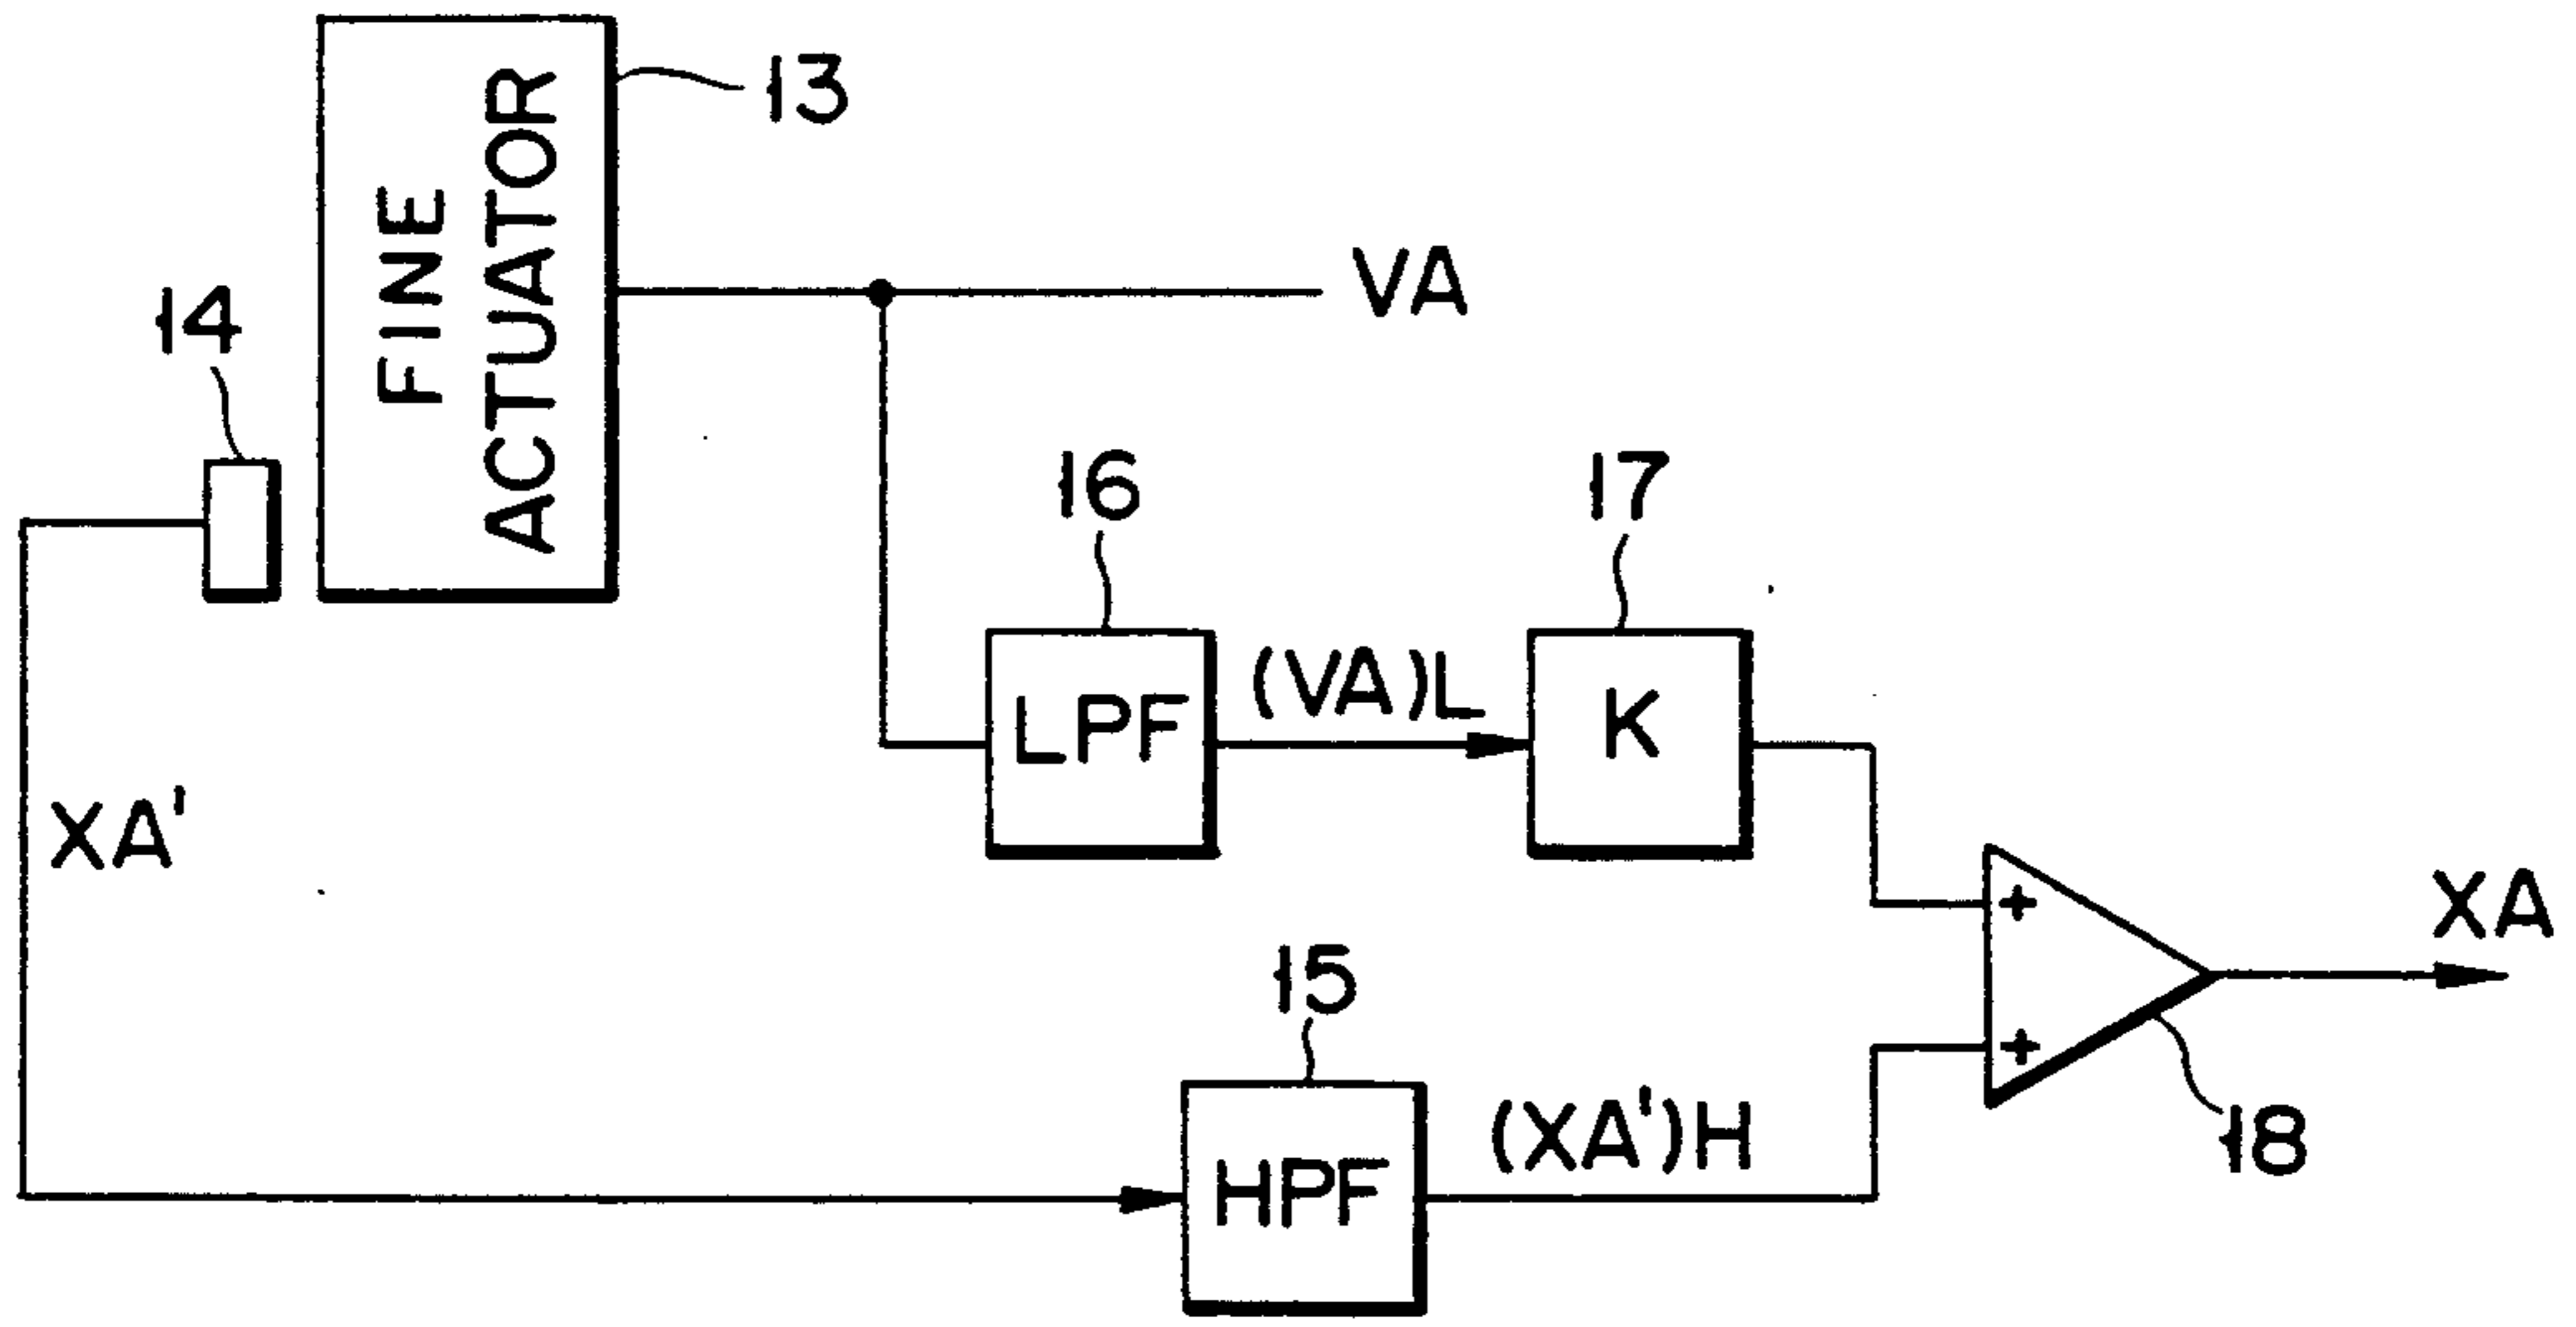 13
FINE
ACTUATOR
VA
14
16
17
(VA)L
LPF
K
XA'
XA
+
15
+
(XA')H
18
HPF